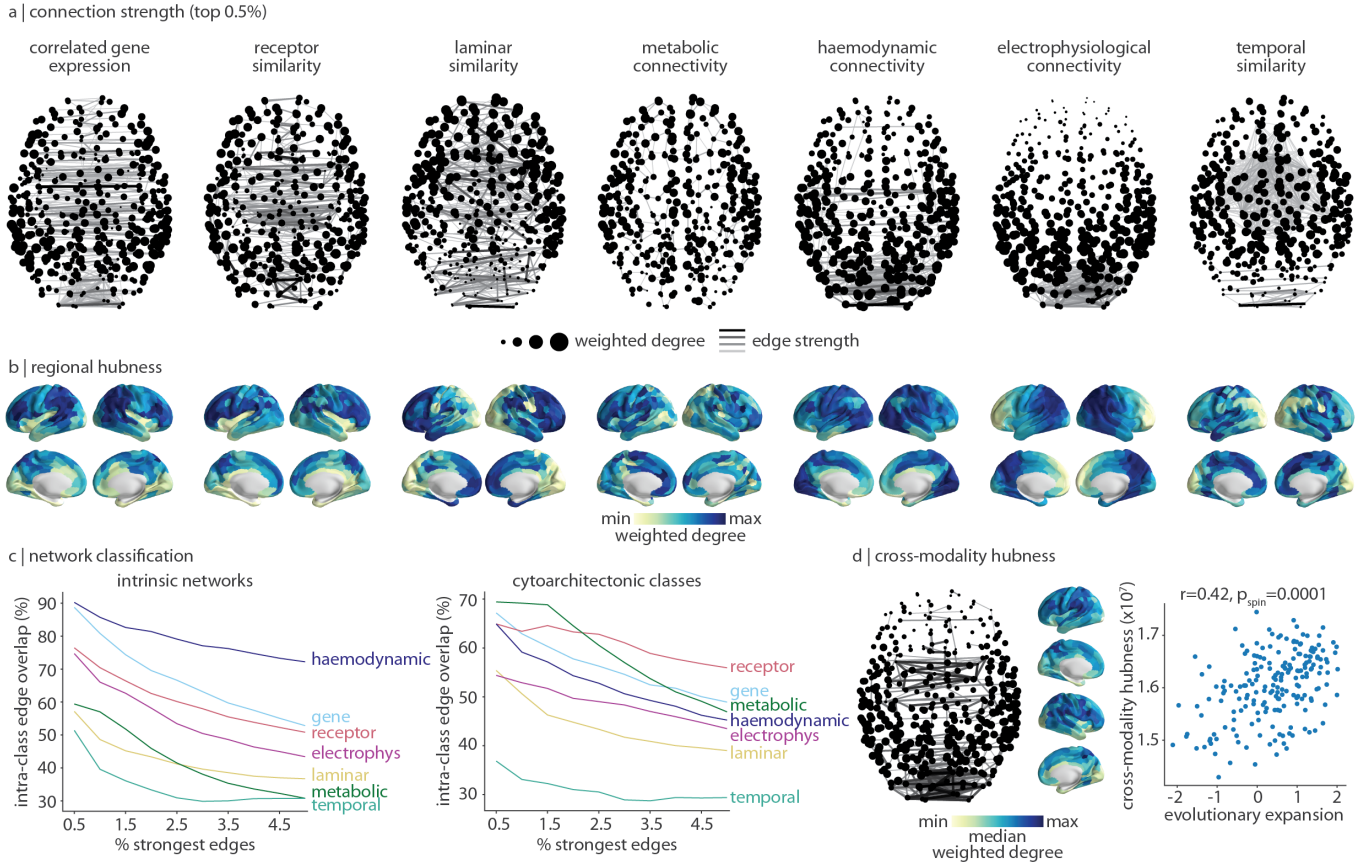 a | connection strength (top 0.5%)
correlated gene
expression
receptor
similarity
laminar
similarity
metabolic
connectivity
haemodynamic
connectivity
electrophysiological
connectivity
temporal
similarity
weighted degree
edge strength
b | regional hubness
min
max
weighted degree
c | network classification
intrinsic networks
intra-class edge overlap (%)
90
80
70
60
50
40
30
0.5
1.5
2.5
3.5
4.5
% strongest edges
haemodynamic
gene
receptor
electrophys
laminar
metabolic
temporal
cytoarchitectonic classes
intra-class edge overlap (%)
70
60
50
40
30
0.5
1.5
2.5
3.5
4.5
% strongest edges
receptor
gene
metabolic
haemodynamic
electrophys
laminar
temporal
d | cross-modality hubness
min
max
median
weighted degree
r=0.42, pspin=0.0001
cross-modality hubness (x10⁷)
1.7
1.6
1.5
-2
-1
0
1
2
evolutionary expansion